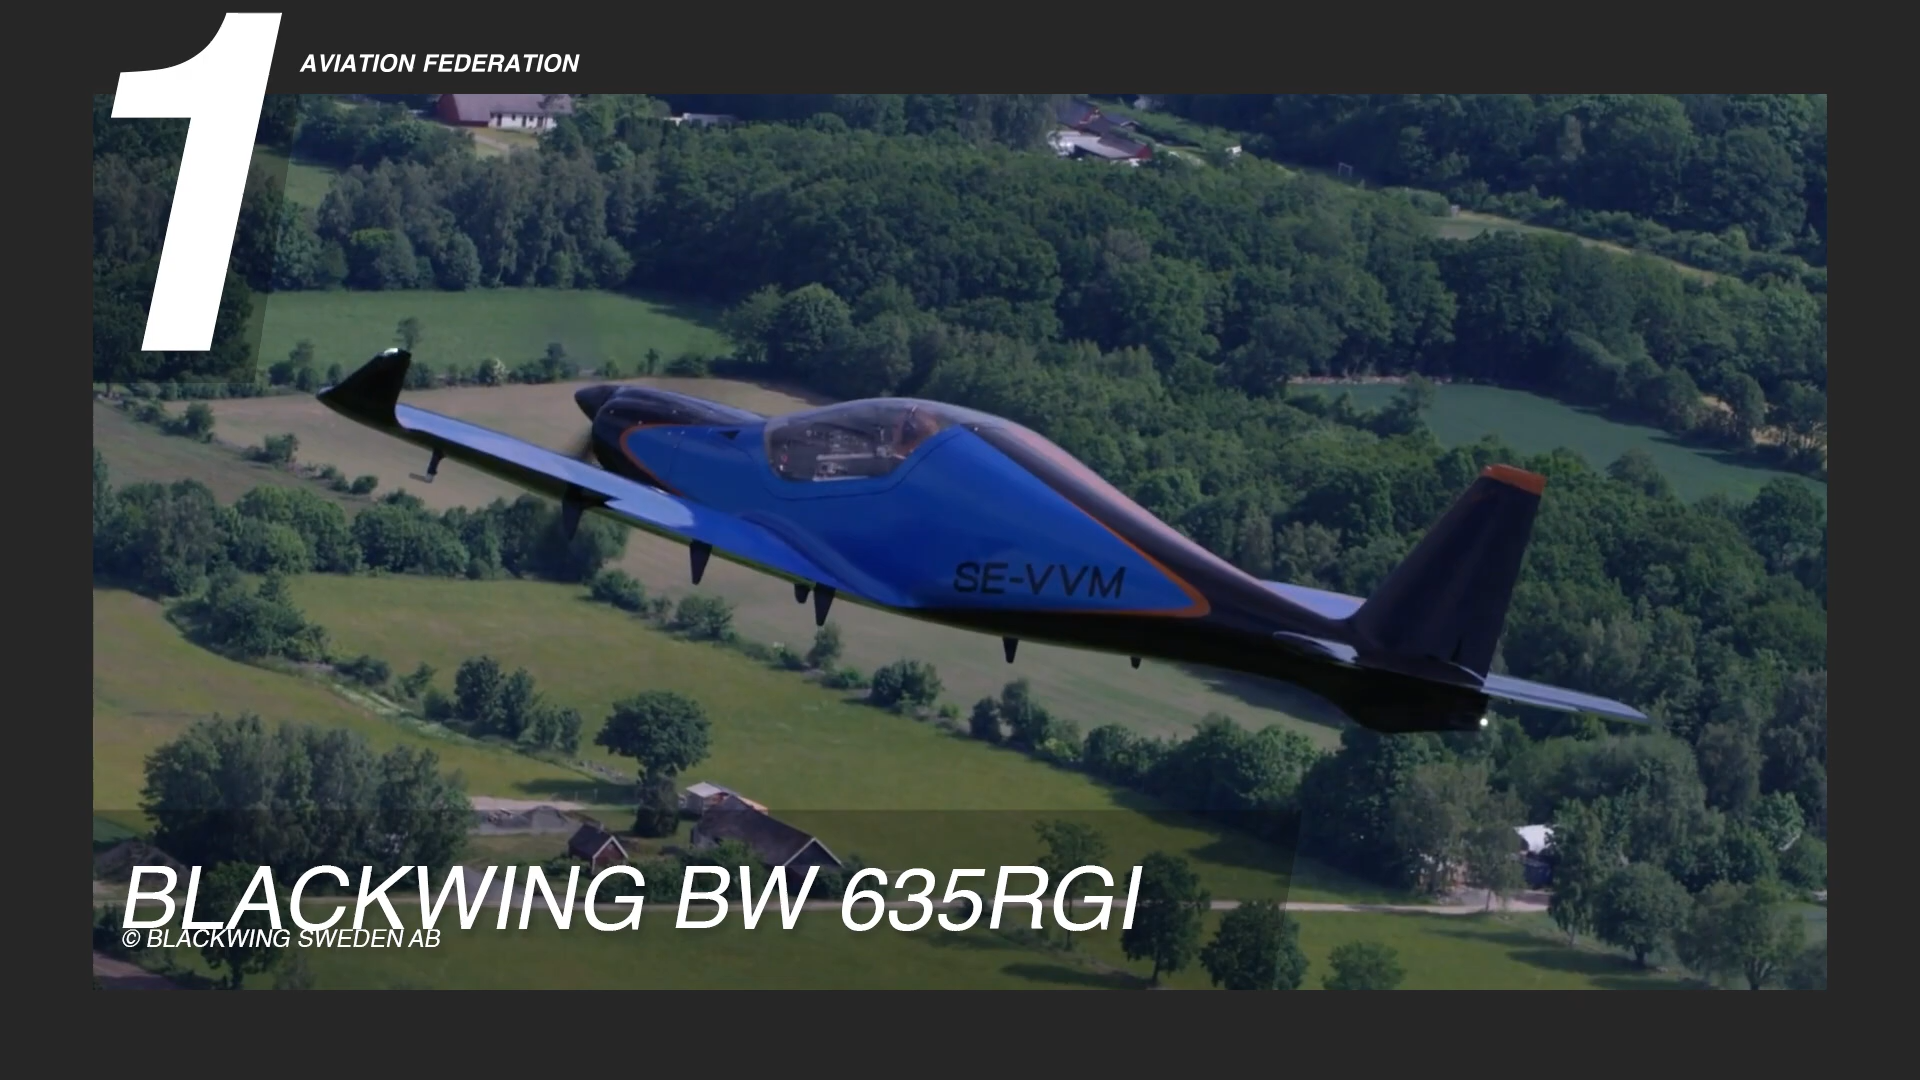 1
AVIATION FEDERATION
SE-VVM
BLACKWING BW 635RGI
© BLACKWING SWEDEN AB